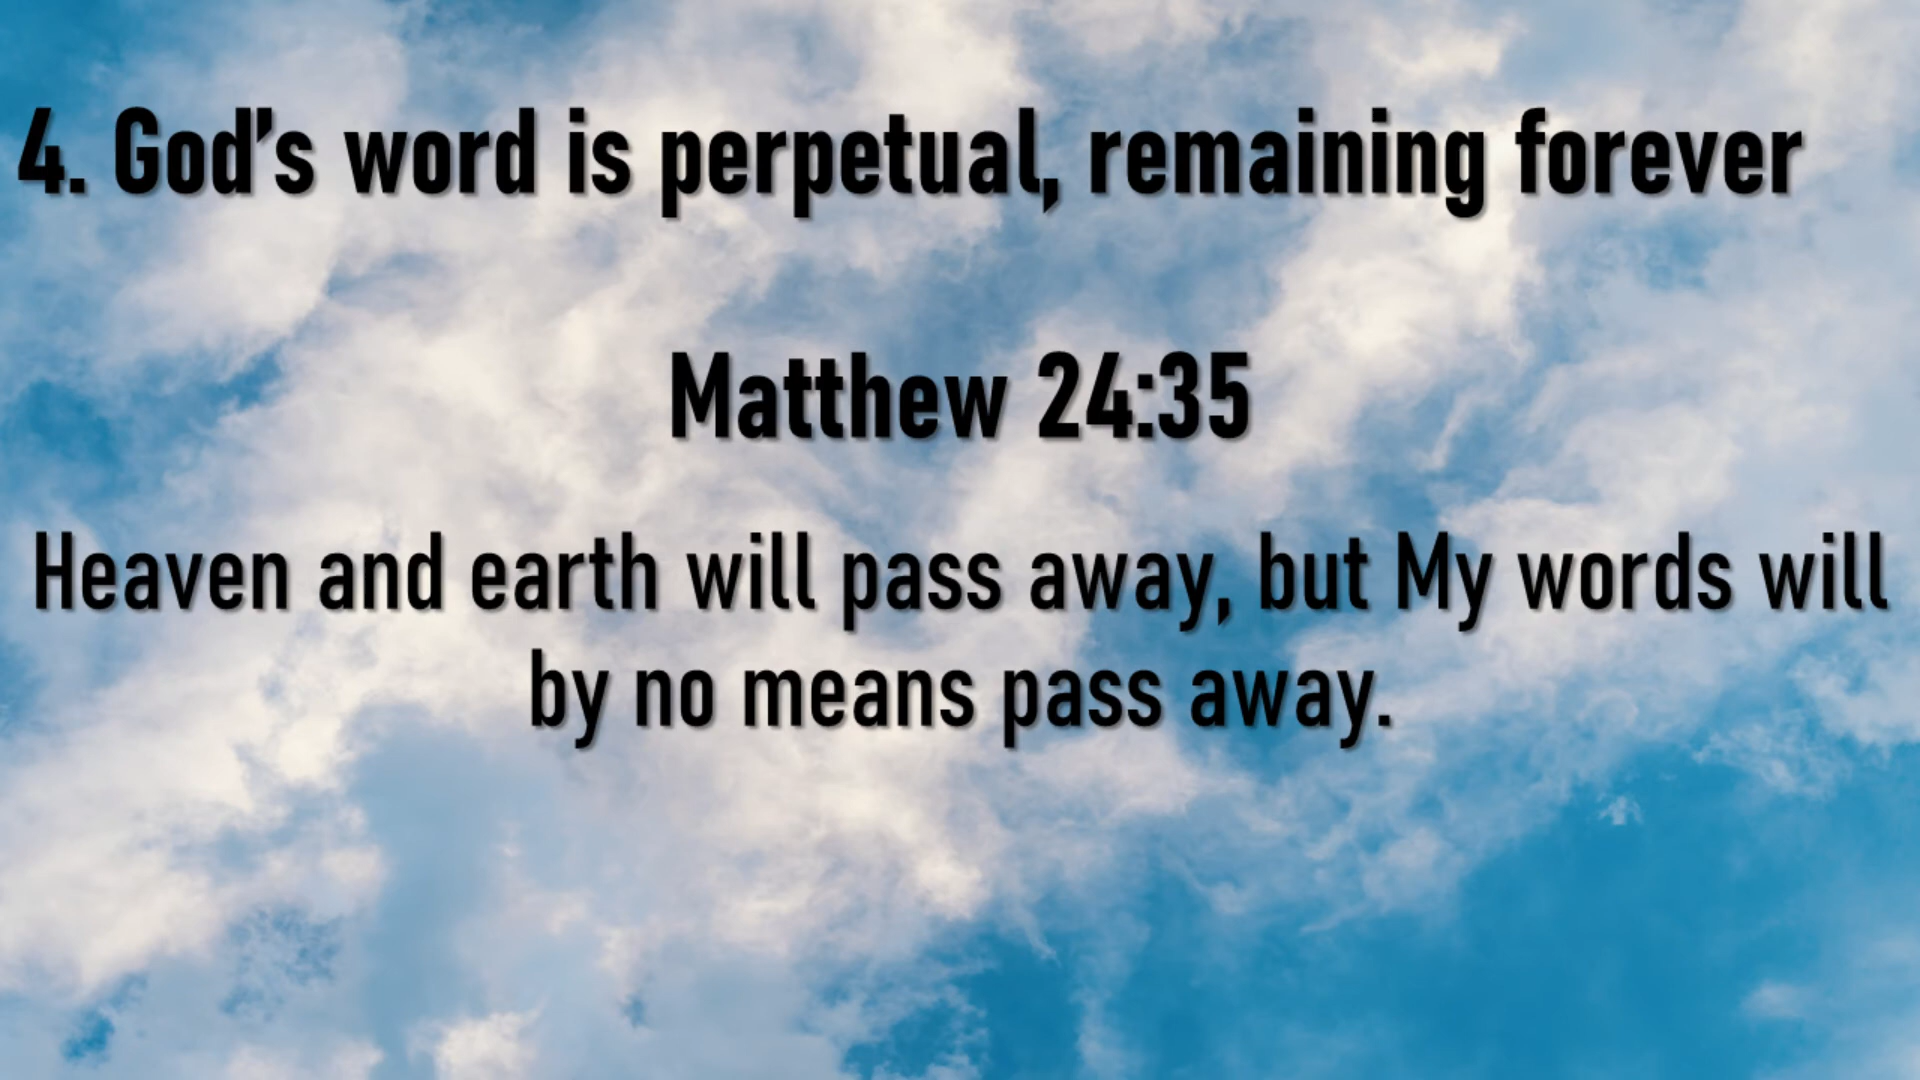 4. God’s word is perpetual, remaining forever
Matthew 24:35
Heaven and earth will pass away, but My words will
by no means pass away.